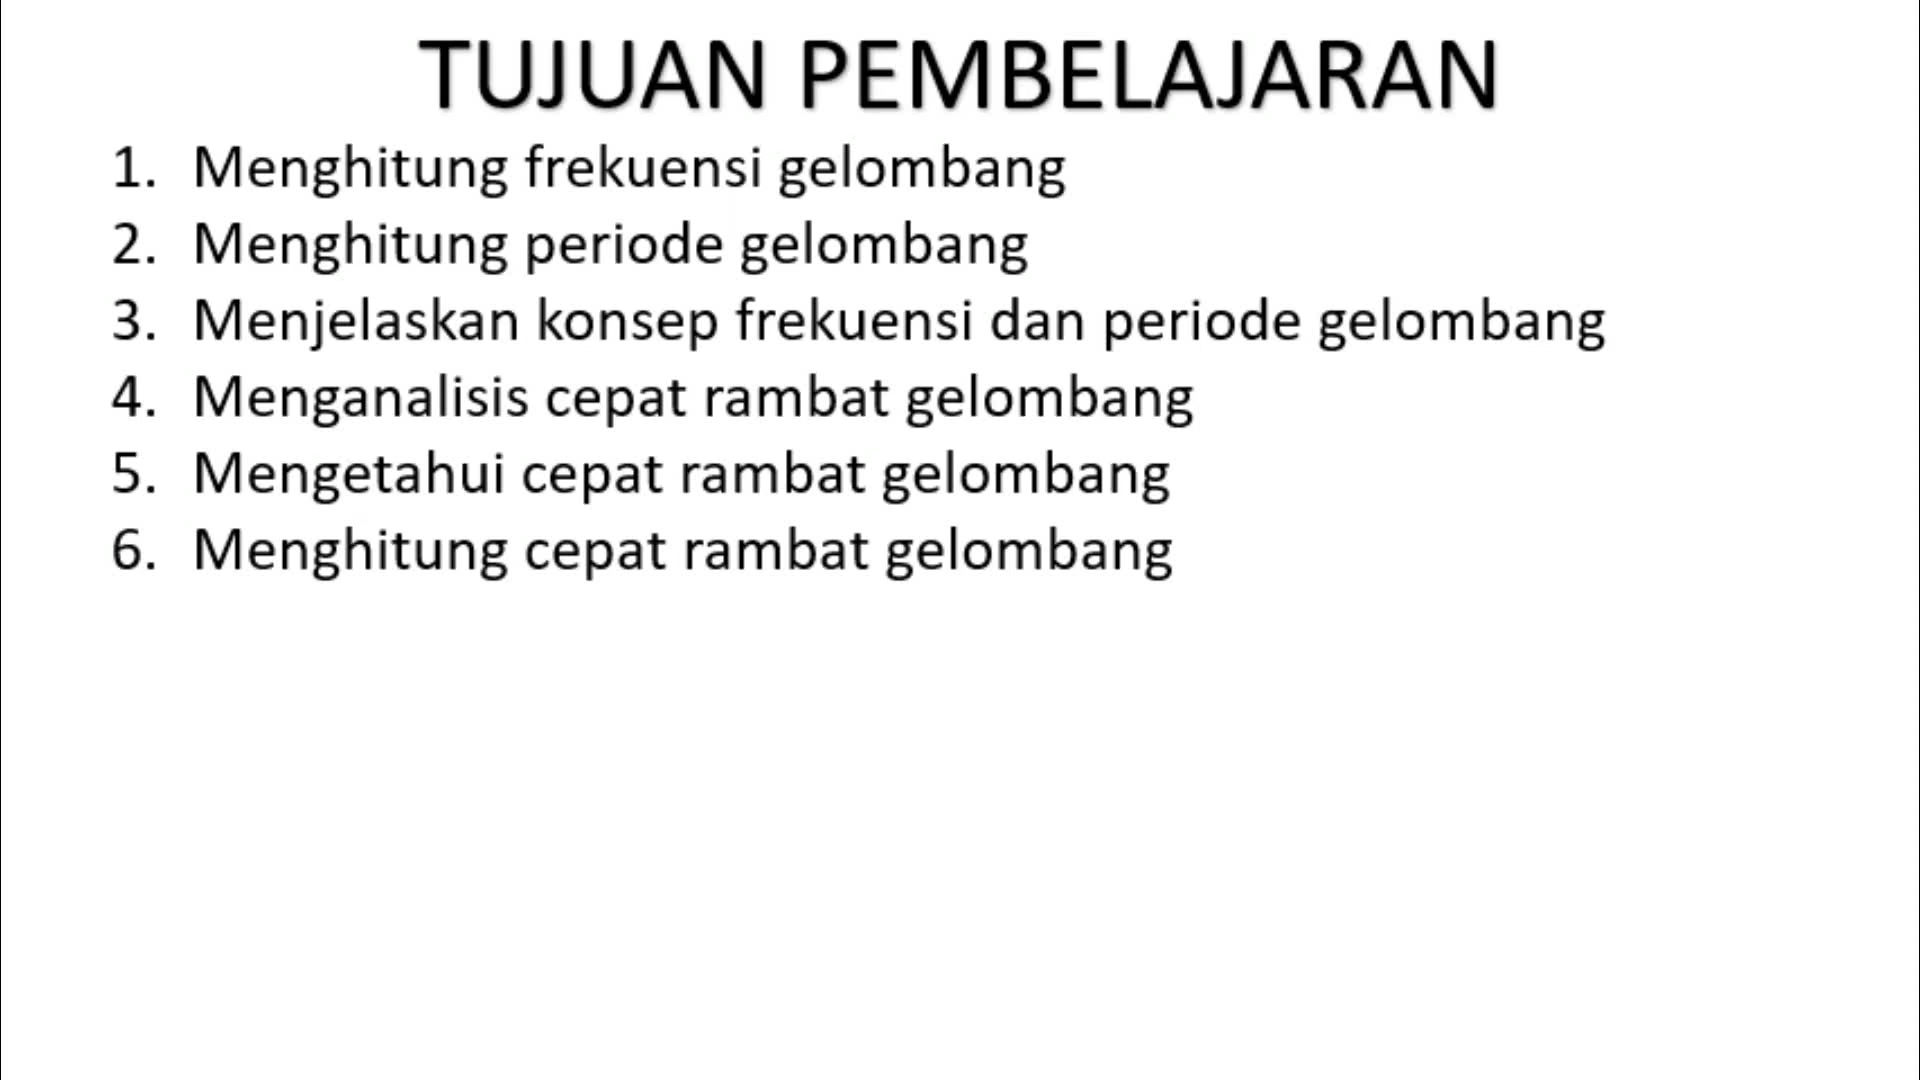 TUJUAN PEMBELAJARAN
1. Menghitung frekuensi gelombang
2. Menghitung periode gelombang
3. Menjelaskan konsep frekuensi dan periode gelombang
4. Menganalisis cepat rambat gelombang
5. Mengetahui cepat rambat gelombang
6. Menghitung cepat rambat gelombang